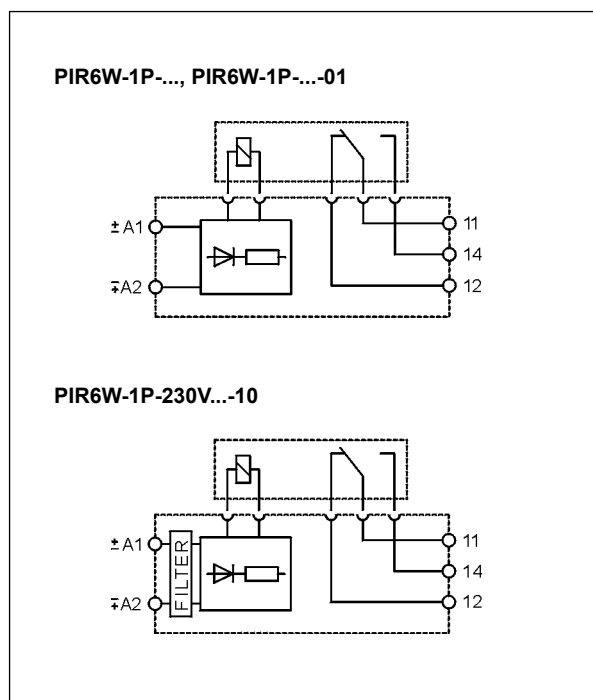 PIR6W-1P-..., PIR6W-1P-...-01
± A1
∓A2
11
14
12
PIR6W-1P-230V...-10
± A1
∓A2
FILTER
11
14
12